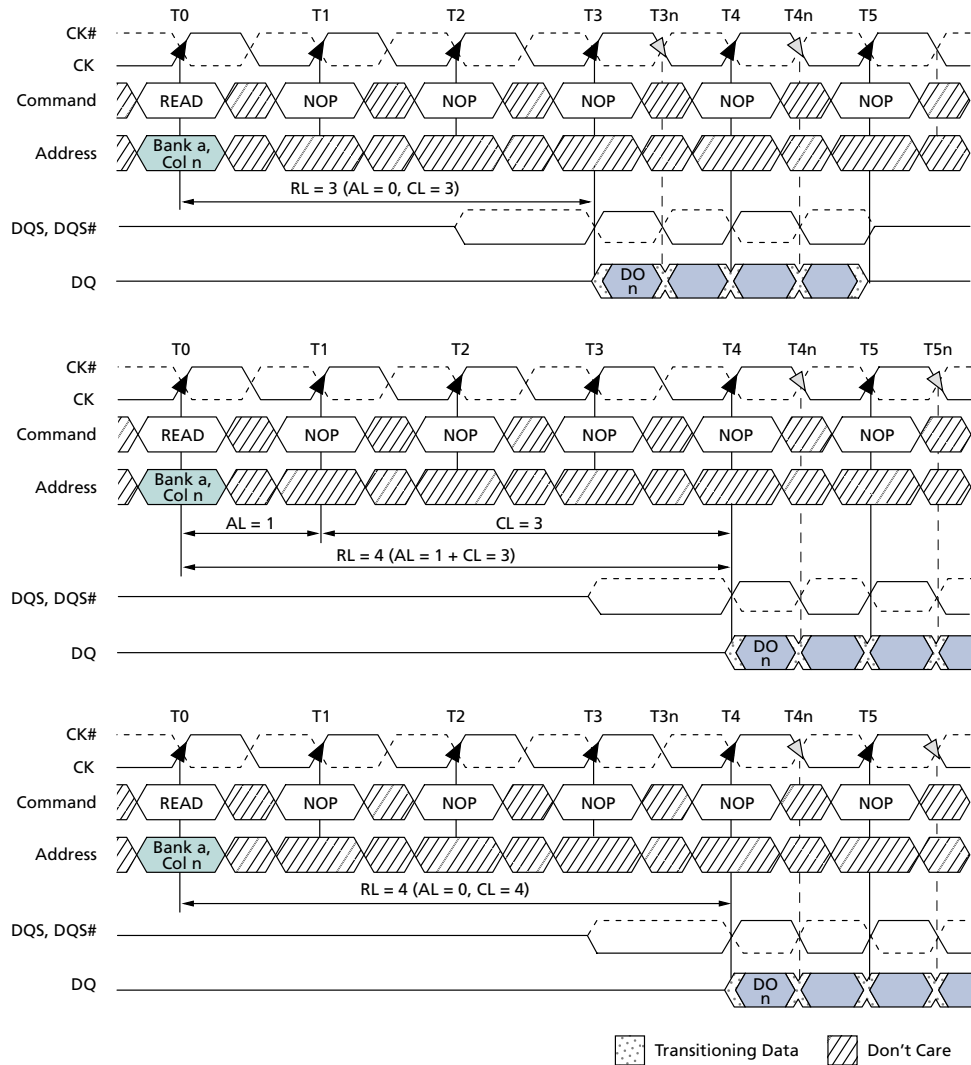 T0 T1 T2 T3 T3n T4 T4n T5
CK#
CK
Command READ NOP NOP NOP NOP NOP
Address Bank a,
Col n
RL = 3 (AL = 0, CL = 3)
DQS, DQS#
DQ DO
n
T0 T1 T2 T3 T4 T4n T5 T5n
CK#
CK
Command READ NOP NOP NOP NOP NOP
Address Bank a,
Col n
AL = 1 CL = 3
RL = 4 (AL = 1 + CL = 3)
DQS, DQS#
DQ DO
n
T0 T1 T2 T3 T3n T4 T4n T5
CK#
CK
Command READ NOP NOP NOP NOP NOP
Address Bank a,
Col n
RL = 4 (AL = 0, CL = 4)
DQS, DQS#
DQ DO
n
Transitioning Data Don't Care